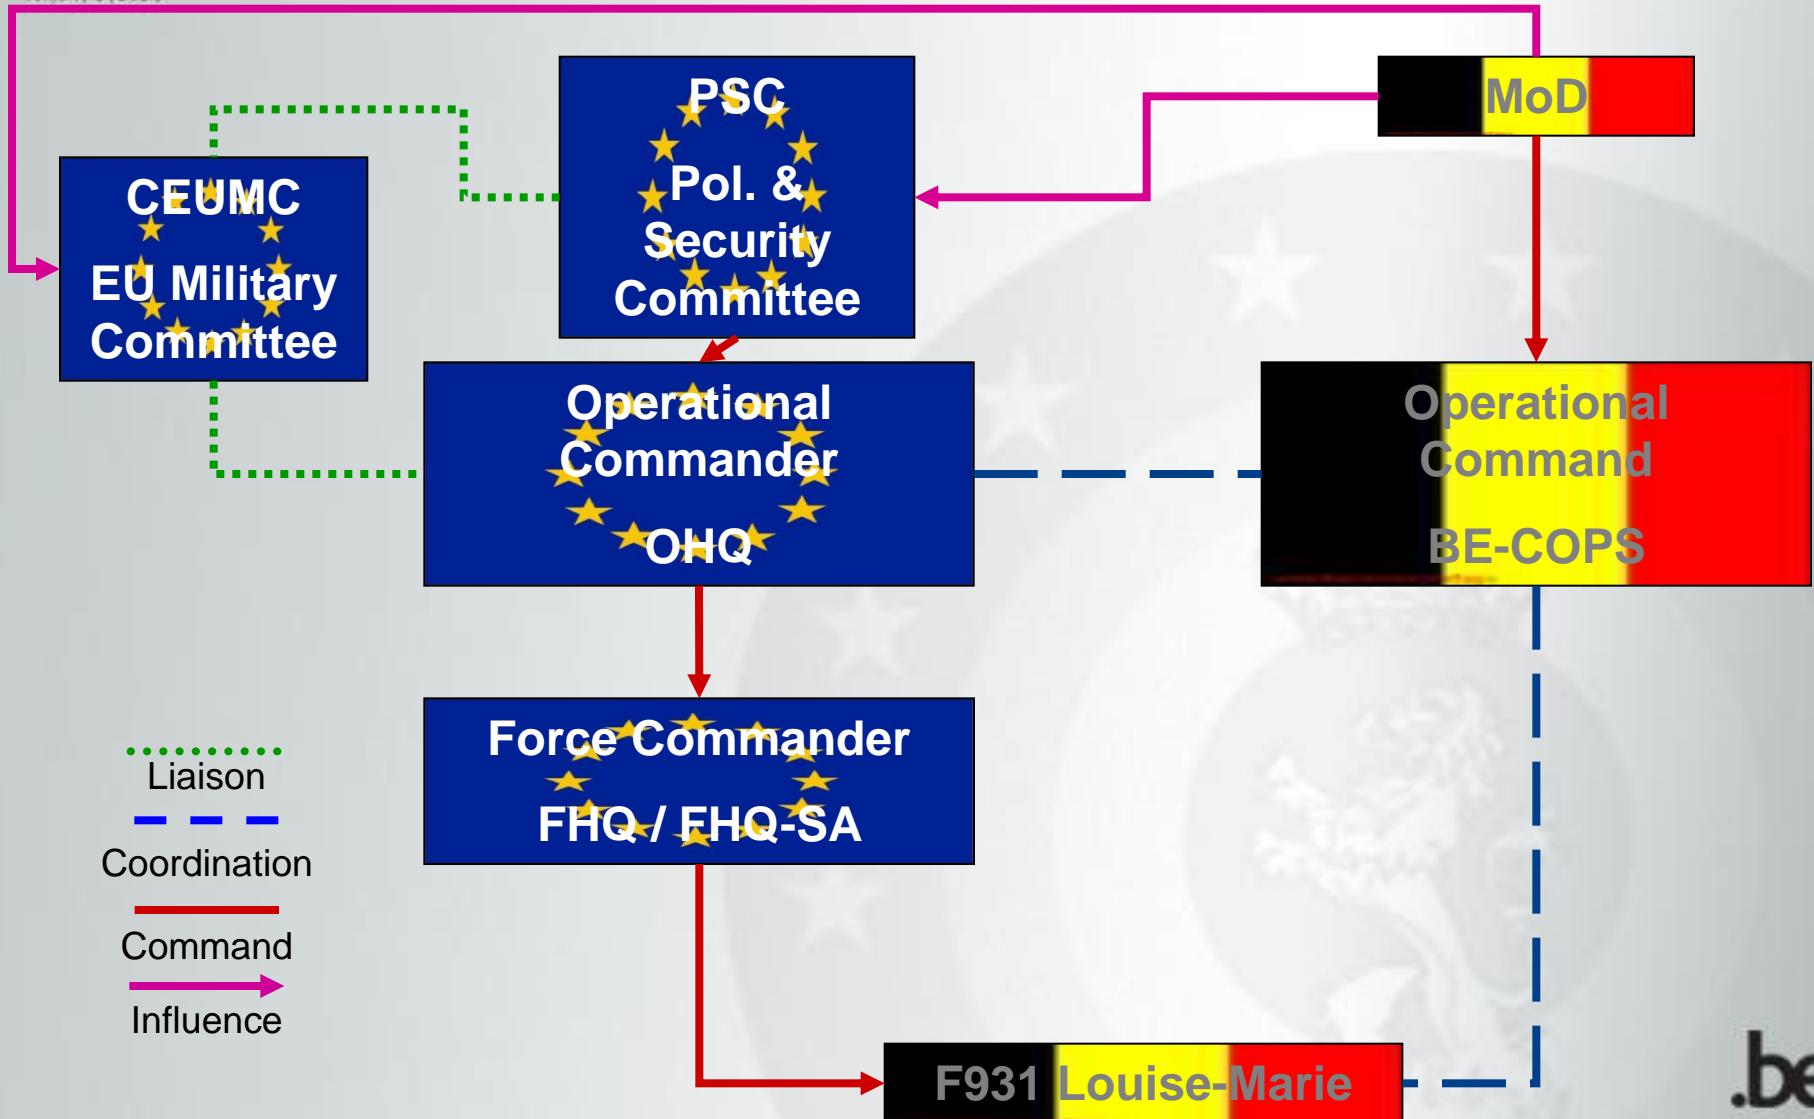 PSC
Pol. &
Security
Committee
MoD
CEUMC
EU Military
Committee
Operational
Commander
OHQ
Operational
Command
BE-COPS
Force Commander
FHQ / FHQ-SA
Liaison
Coordination
Command
Influence
F931 Louise-Marie
.be